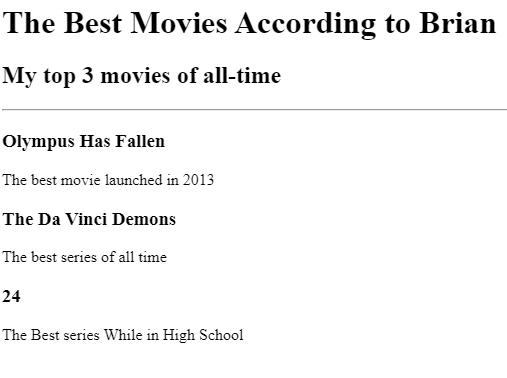 The Best Movies According to Brian
My top 3 movies of all-time
Olympus Has Fallen
The best movie launched in 2013
The Da Vinci Demons
The best series of all time
24
The Best series While in High School